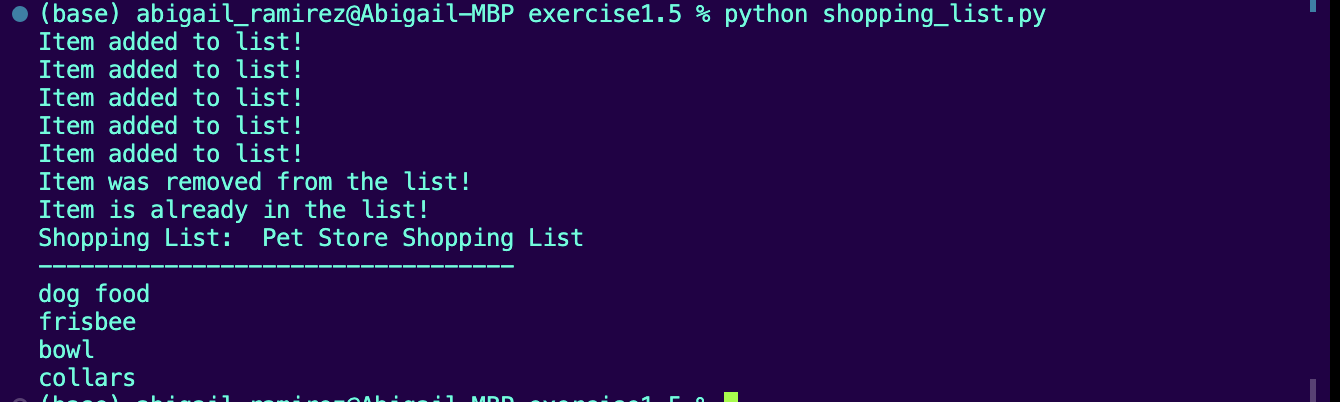 (base) abigail_ramirez@Abigail-MBP exercise1.5 % python shopping_list.py
Item added to list!
Item added to list!
Item added to list!
Item added to list!
Item added to list!
Item was removed from the list!
Item is already in the list!
Shopping List:  Pet Store Shopping List
----------------------------------
dog food
frisbee
bowl
collars
(base) abigail_ramirez@Abigail-MBP exercise1.5 %